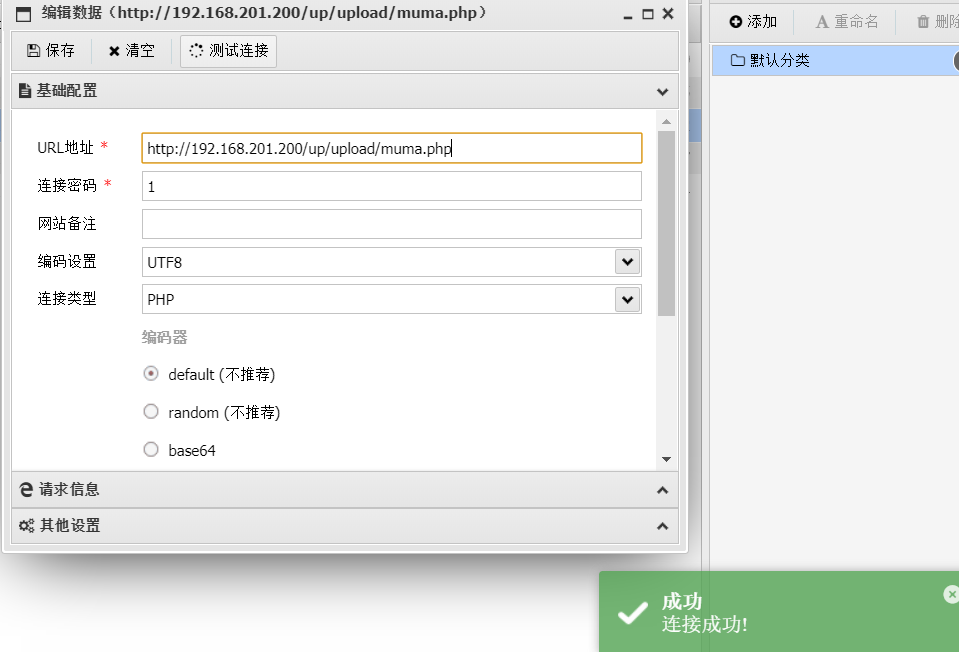 编辑数据（http://192.168.201.200/up/upload/muma.php）
保存 清空 测试连接
添加 重命名 删除
默认分类
基础配置
URL地址 * http://192.168.201.200/up/upload/muma.php
连接密码 * 1
网站备注
编码设置 UTF8
连接类型 PHP
编码器
default (不推荐)
random (不推荐)
base64
请求信息
其他设置
成功
连接成功!